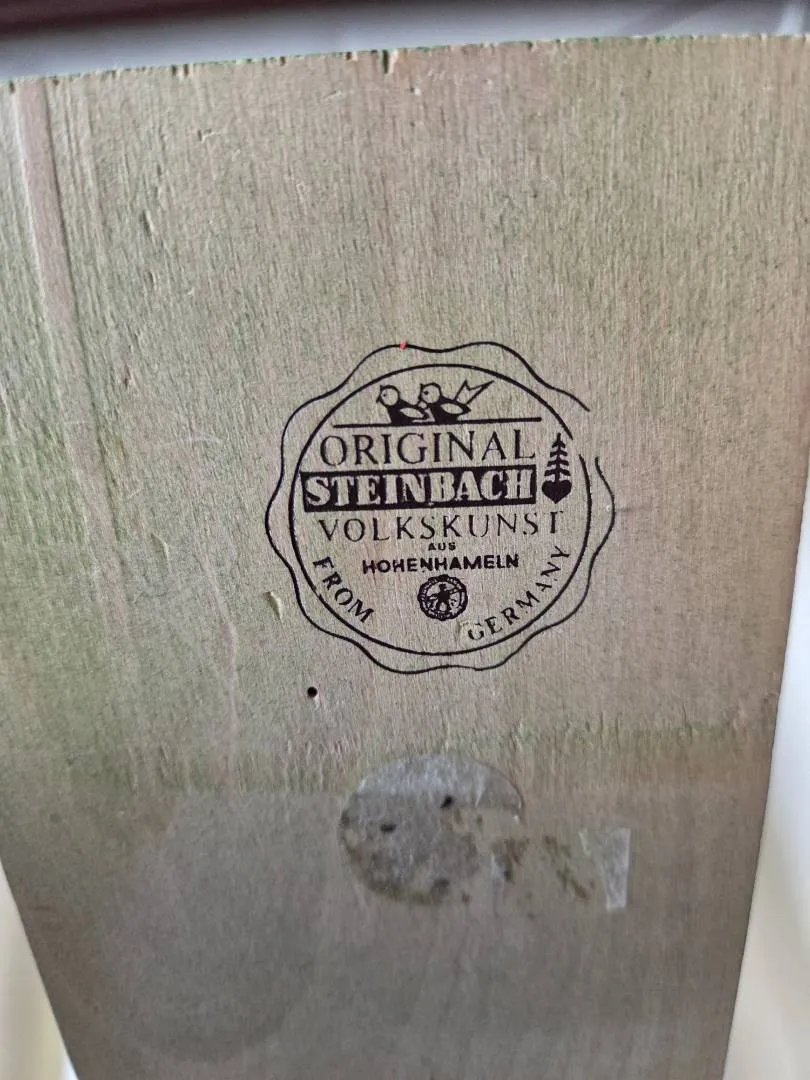 ORIGINAL
STEINBACH
VOLKSKUNST
AUS
HOHENHAMELN
FROM GERMANY